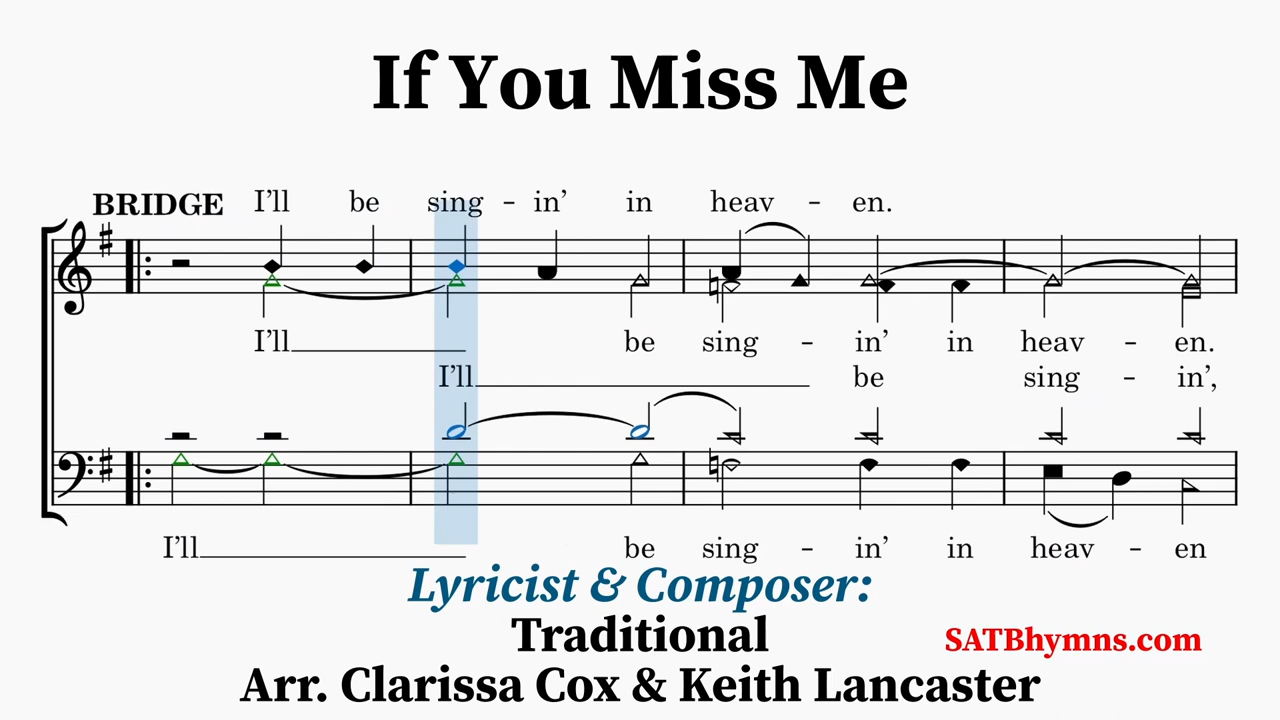 If You Miss Me
BRIDGE I’ll be sing - in’ in heav - en.
I’ll be sing - in’ in heav - en.
I’ll be sing - in’,
I’ll be sing - in’ in heav - en
Lyricist & Composer:
Traditional
SATBhymns.com
Arr. Clarissa Cox & Keith Lancaster